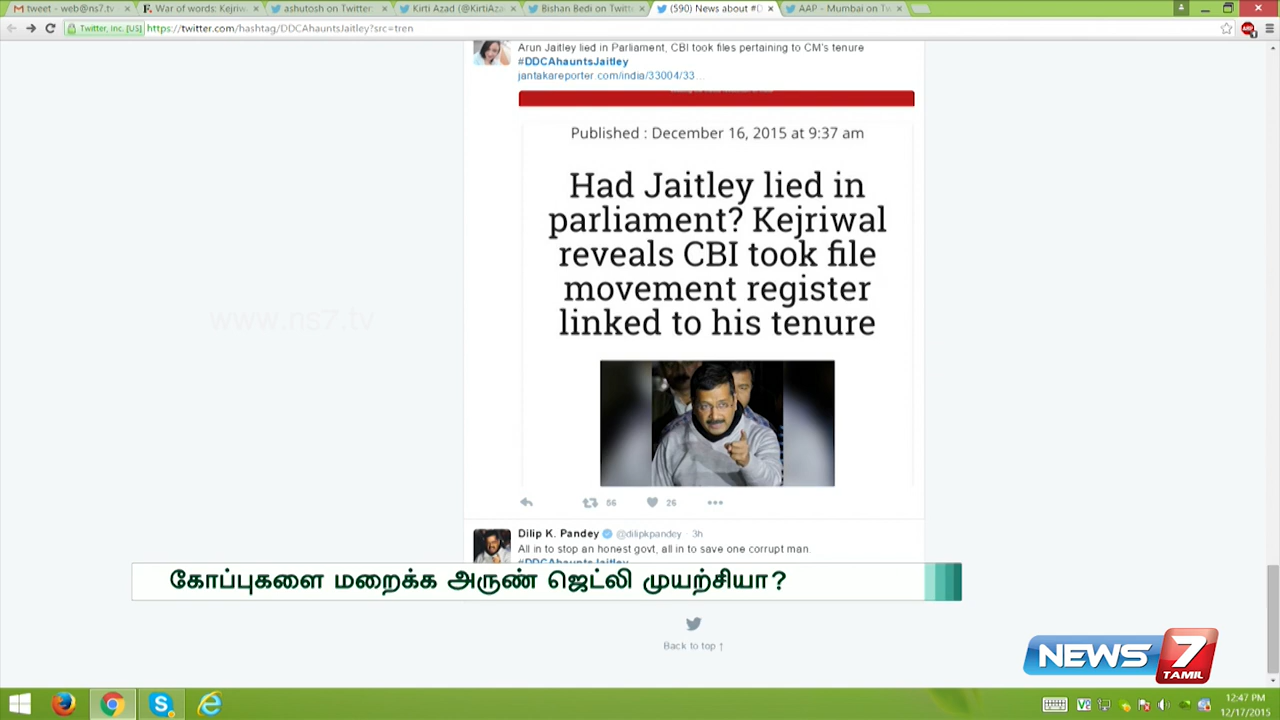 tweet - web@ns7.tv
War of words: Kejriw
ashutosh on Twitter
Kirti Azad (@KirtiAza
Bishan Bedi on Twitt
(590) News about #D
AAP - Mumbai on Tw
Twitter, Inc. [US] https://twitter.com/hashtag/DDCAhauntsJaitley?src=tren
Arun Jaitley lied in Parliament, CBI took files pertaining to CM's tenure
#DDCAhauntsJaitley
jantakareporter.com/india/33004/33...
Published : December 16, 2015 at 9:37 am
Had Jaitley lied in
parliament? Kejriwal
reveals CBI took file
movement register
linked to his tenure
www.ns7.tv
56 26
Dilip K. Pandey @dilipkpandey · 3h
All in to stop an honest govt, all in to save one corrupt man.
#DDCAhauntsJaitley
கோப்புகளை மறைக்க அருண் ஜெட்லி முயற்சியா?
Back to top ↑
NEWS 7
TAMIL
12:47 PM
12/17/2015